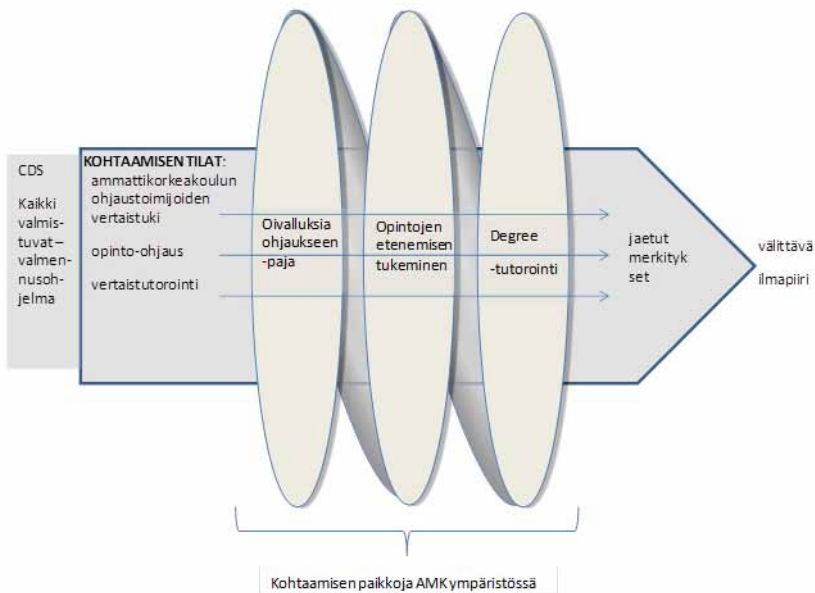 CDS
Kaikki
valmis-
tuvat –
valmen-
nusoh-
jelma
KOHTAAMISEN TILAT:
ammattikorkeakoulun
ohjaustoimijoiden
vertaistuki
opinto-ohjaus
vertaistutorointi
Oivalluksia
ohjaukseen
-paja
Opintojen
etenemisen
tukeminen
Degree
-tutorointi
jaetut
merkityk
set
välittävä
ilmapiiri
Kohtaamisen paikkoja AMK ympäristössä